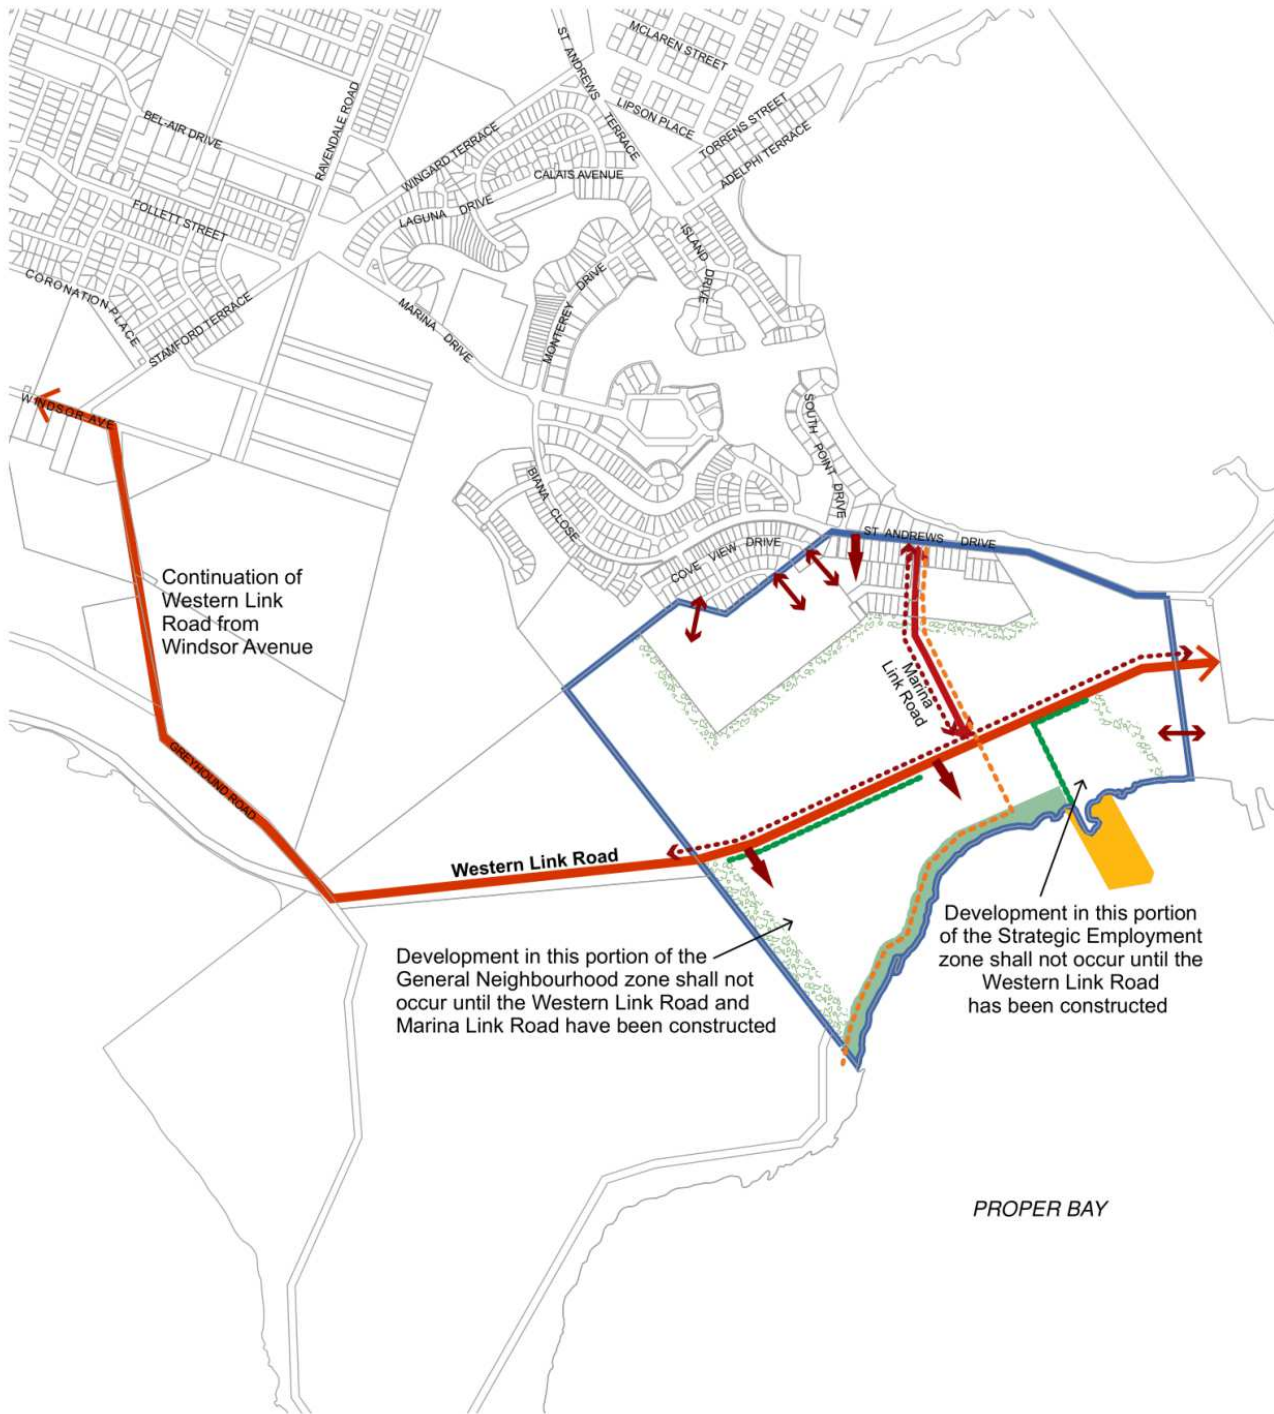 ST ANDREWS TERRACE
MCLAREN STREET
BEL-AIR DRIVE
RAVENDALE ROAD
LIPSON PLACE
TORRENS STREET
WINGARD TERRACE
ADELPHI TERRACE
CALAIS AVENUE
FOLLETT STREET
LAGUNA DRIVE
ISLAND DRIVE
CORONATION PLACE
MONTEREY DRIVE
STAMFORD TERRACE
MARINA DRIVE
WINDSOR AVE
SOUTH POINT DRIVE
BIANA CLOSE
ST ANDREWS DRIVE
COVE VIEW DRIVE
Continuation of
Western Link
Road from
Windsor Avenue
Marina
Link Road
GREYHOUND ROAD
Western Link Road
Development in this portion of the
General Neighbourhood zone shall not
occur until the Western Link Road and
Marina Link Road have been constructed
Development in this portion
of the Strategic Employment
zone shall not occur until the
Western Link Road
has been constructed
PROPER BAY